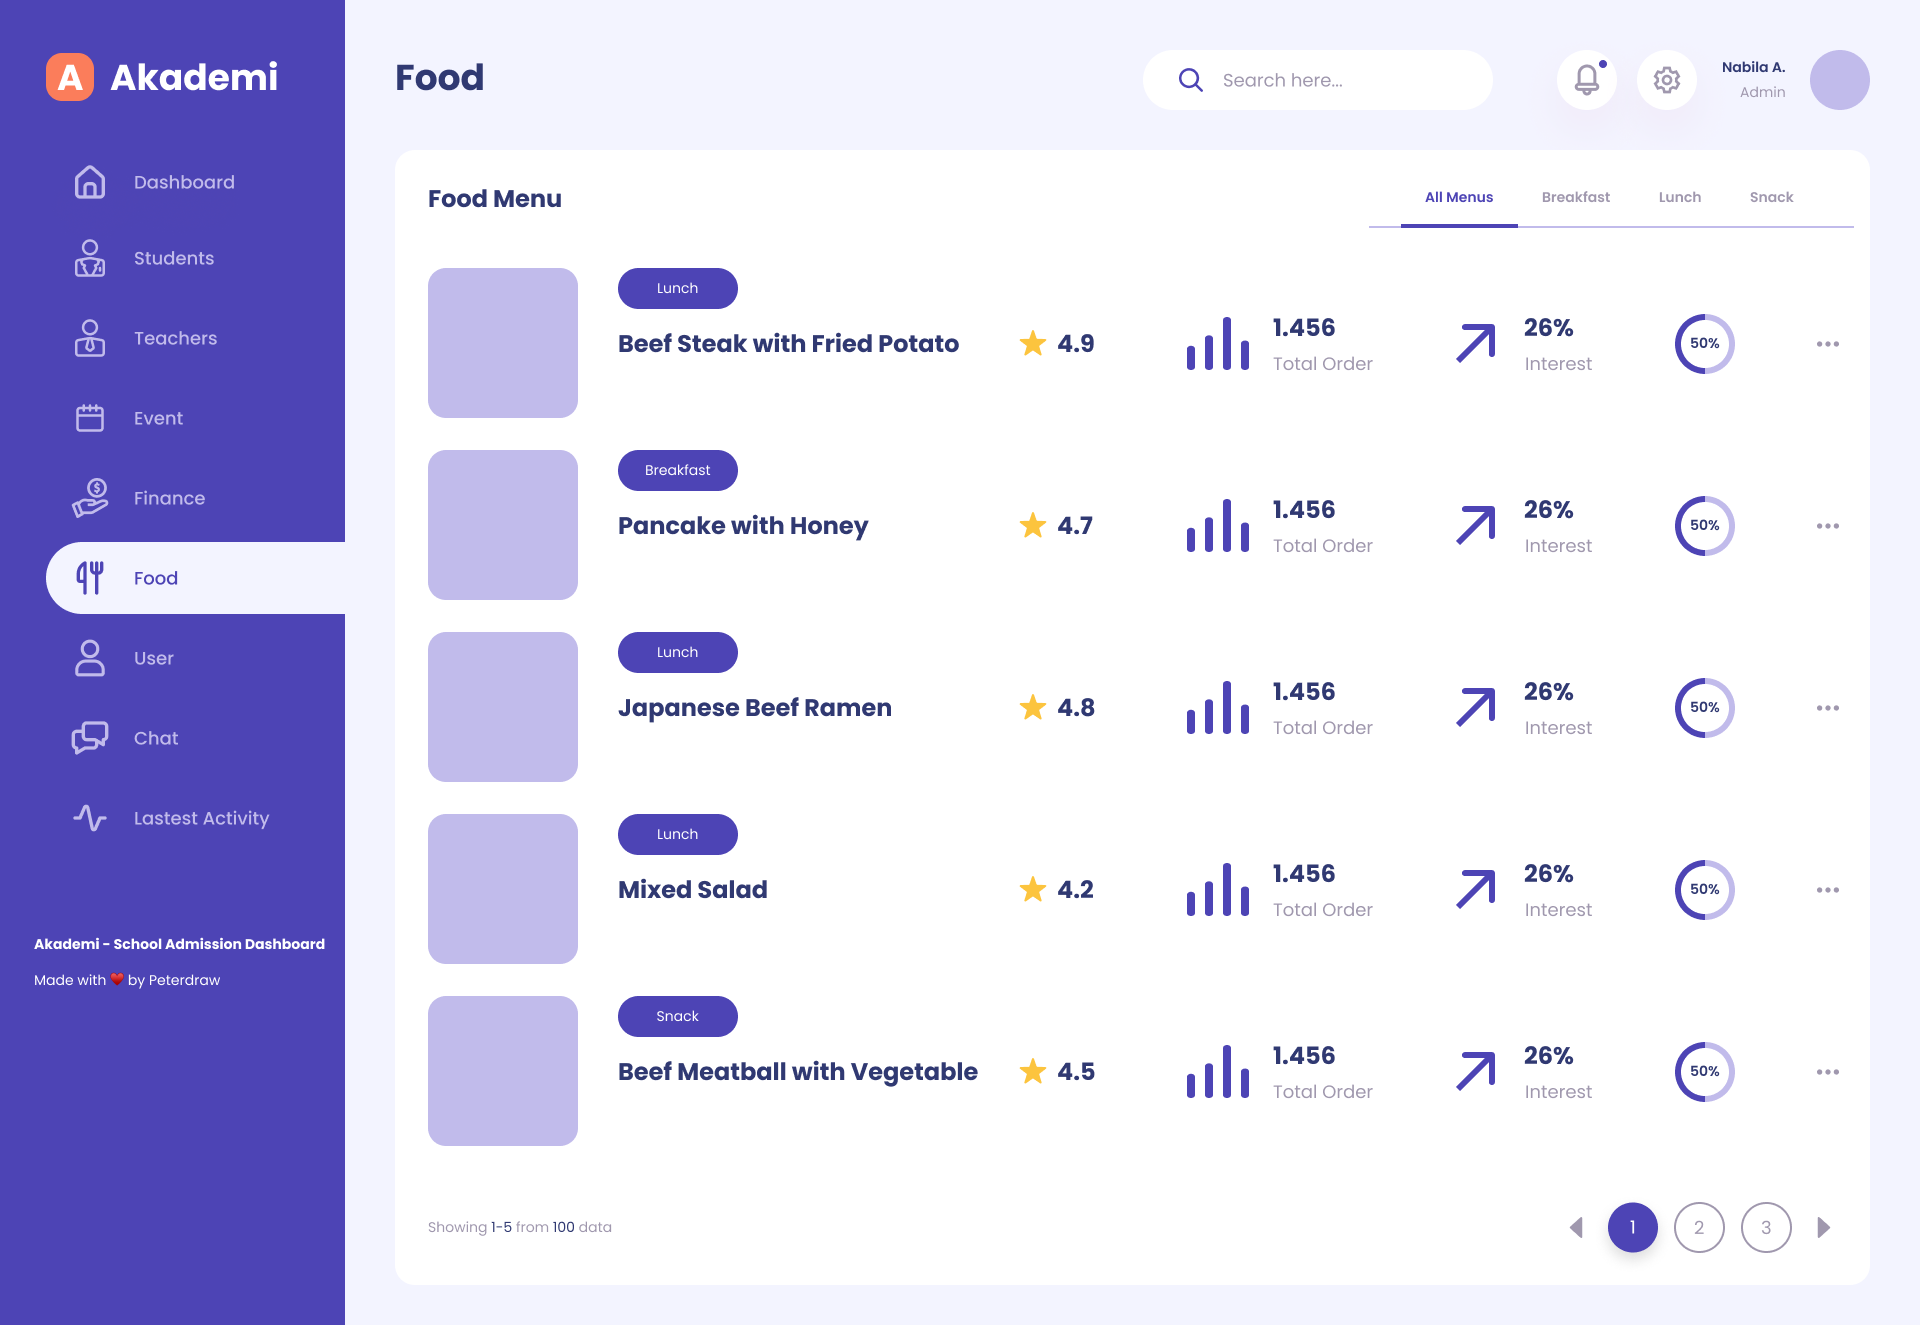 A Akademi
Dashboard
Students
Teachers
Event
Finance
Food
User
Chat
Lastest Activity
Akademi - School Admission Dashboard
Made with ❤️ by Peterdraw
Food
Search here...
Nabila A.
Admin
Food Menu
All Menus Breakfast Lunch Snack
Lunch
Beef Steak with Fried Potato
4.9
1.456
Total Order
26%
Interest
50%
Breakfast
Pancake with Honey
4.7
1.456
Total Order
26%
Interest
50%
Lunch
Japanese Beef Ramen
4.8
1.456
Total Order
26%
Interest
50%
Lunch
Mixed Salad
4.2
1.456
Total Order
26%
Interest
50%
Snack
Beef Meatball with Vegetable
4.5
1.456
Total Order
26%
Interest
50%
Showing 1-5 from 100 data
1 2 3